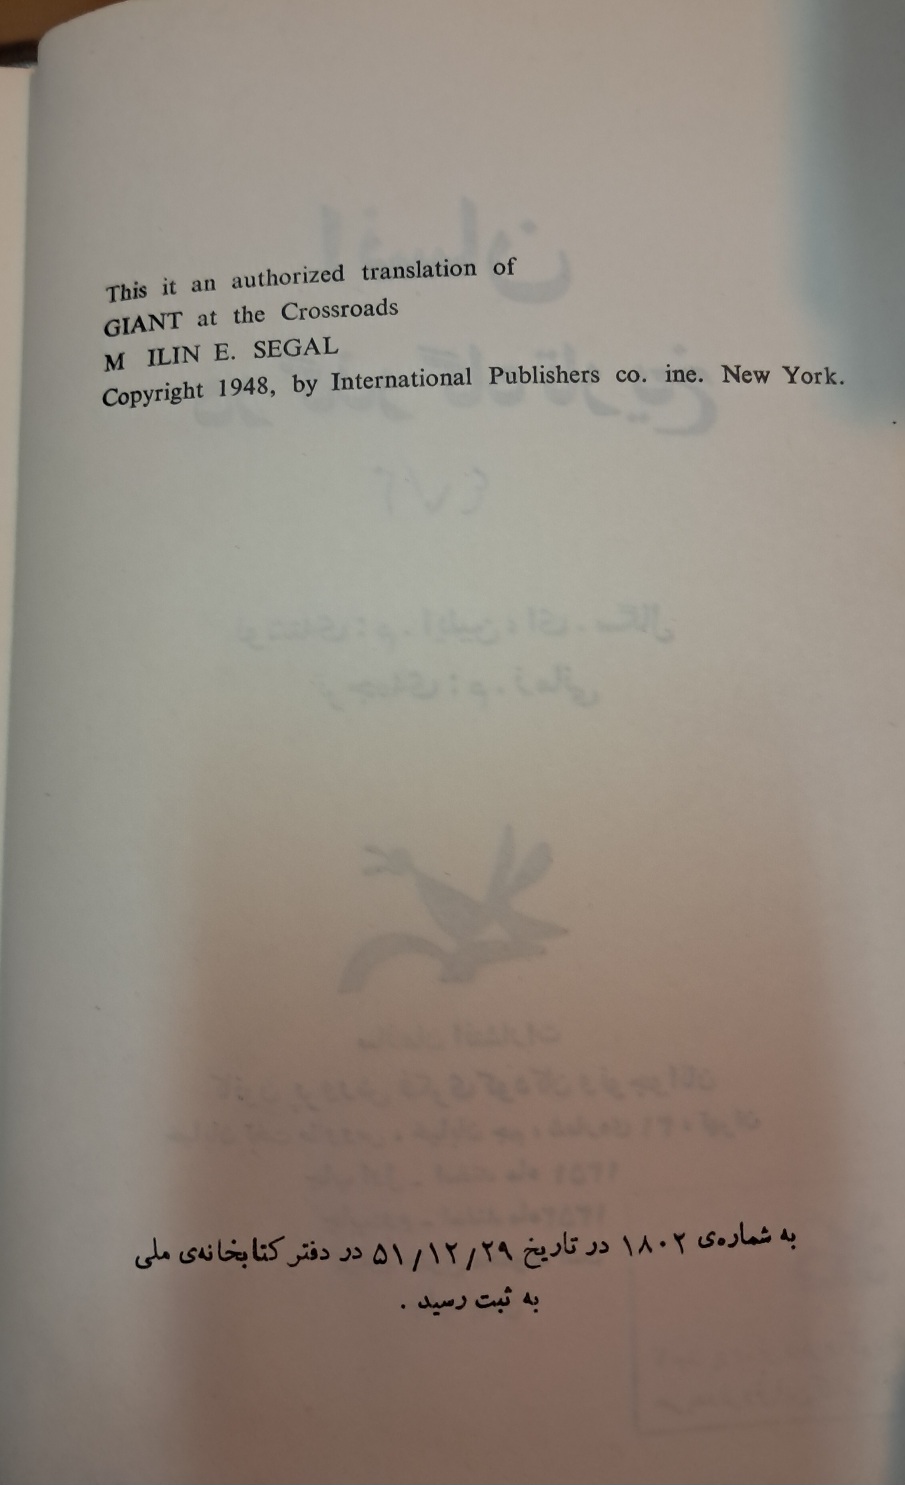 This it an authorized translation of
GIANT at the Crossroads
M ILIN E. SEGAL
Copyright 1948, by International Publishers co. ine. New York.
به شماره‌ی ۱۸۰۲ در تاریخ ۵۱/۱۲/۲۹ در دفتر کتابخانه‌ی ملی
به ثبت رسید .